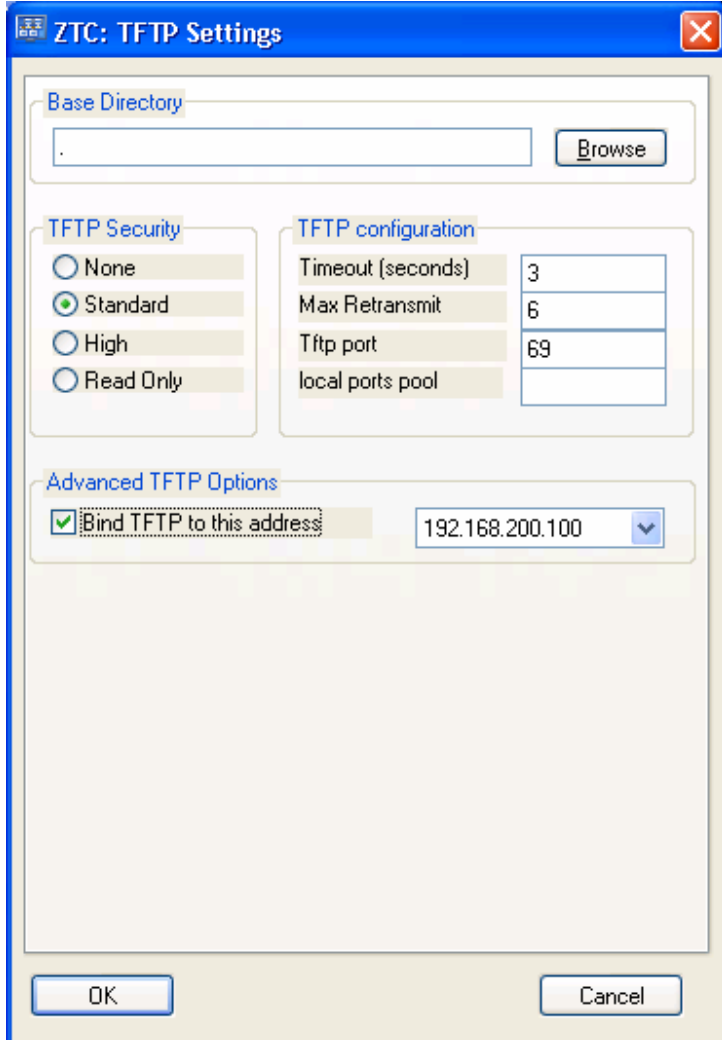 ZTC: TFTP Settings
Base Directory
.
Browse
TFTP Security
None
Standard
High
Read Only
TFTP configuration
Timeout (seconds)
3
Max Retransmit
6
Tftp port
69
local ports pool
Advanced TFTP Options
Bind TFTP to this address
192.168.200.100
OK
Cancel